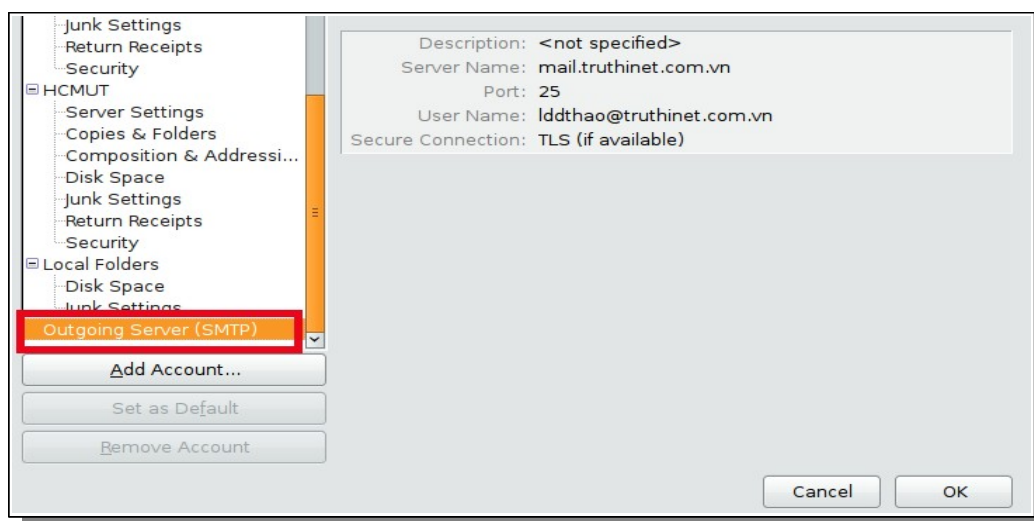 Junk Settings
Return Receipts
Security
HCMUT
Server Settings
Copies & Folders
Composition & Addressi...
Disk Space
Junk Settings
Return Receipts
Security
Local Folders
Disk Space
Junk Settings
Outgoing Server (SMTP)
Add Account...
Set as Default
Remove Account
Description: <not specified>
Server Name: mail.truthinet.com.vn
Port: 25
User Name: lddthao@truthinet.com.vn
Secure Connection: TLS (if available)
Cancel
OK